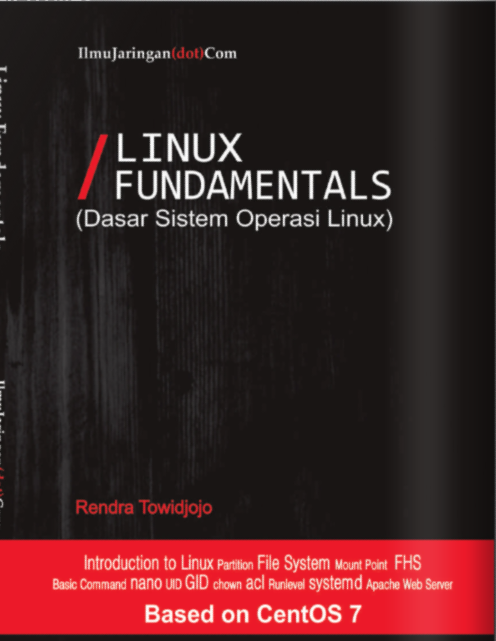 IlmuJaringan(dot)Com
/LINUX
FUNDAMENTALS
(Dasar Sistem Operasi Linux)
Rendra Towidjojo
Introduction to Linux Partition File System Mount Point FHS
Basic Command nano UID GID chown acl Runlevel systemd Apache Web Server
Based on CentOS 7